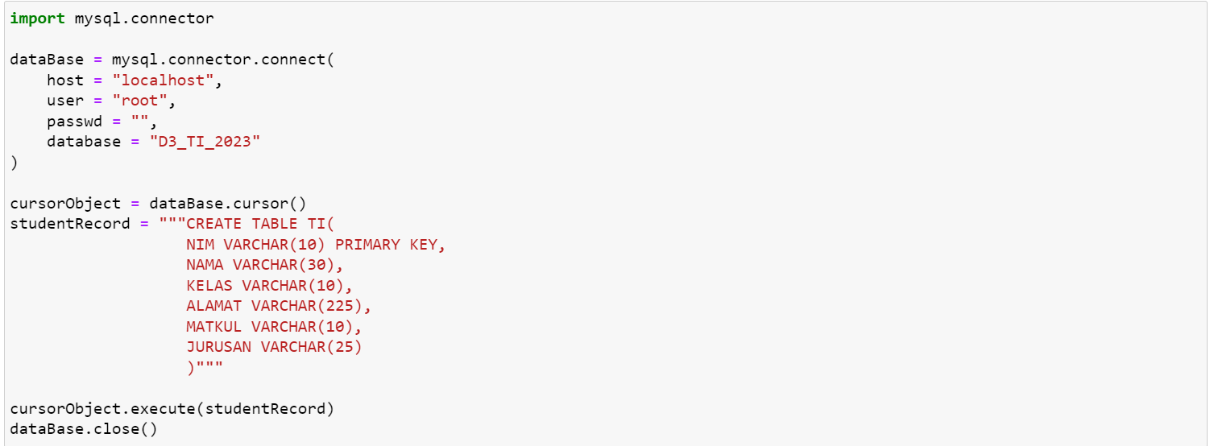 import mysql.connector
dataBase = mysql.connector.connect(
host = "localhost",
user = "root",
passwd = "",
database = "D3_TI_2023"
)
cursorObject = dataBase.cursor()
studentRecord = """CREATE TABLE TI(
NIM VARCHAR(10) PRIMARY KEY,
NAMA VARCHAR(30),
KELAS VARCHAR(10),
ALAMAT VARCHAR(225),
MATKUL VARCHAR(10),
JURUSAN VARCHAR(25)
)"""
cursorObject.execute(studentRecord)
dataBase.close()